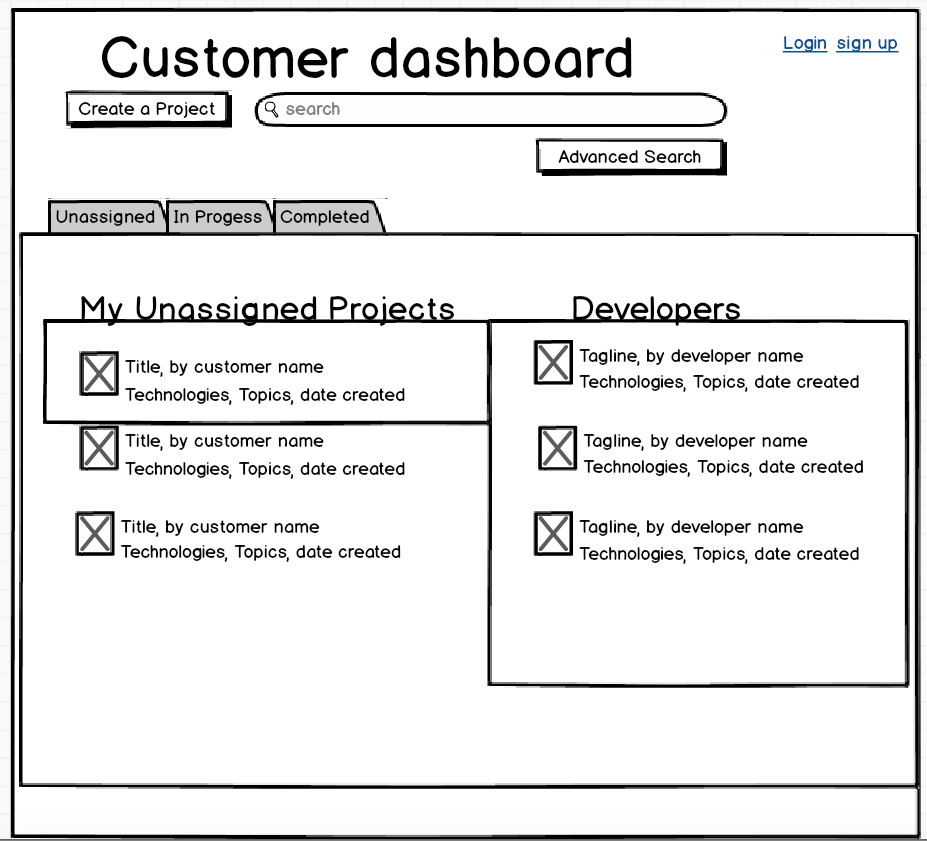 Customer dashboard
Login sign up
Create a Project
search
Advanced Search
Unassigned In Progess Completed
My Unassigned Projects
Title, by customer name
Technologies, Topics, date created
Title, by customer name
Technologies, Topics, date created
Title, by customer name
Technologies, Topics, date created
Developers
Tagline, by developer name
Technologies, Topics, date created
Tagline, by developer name
Technologies, Topics, date created
Tagline, by developer name
Technologies, Topics, date created